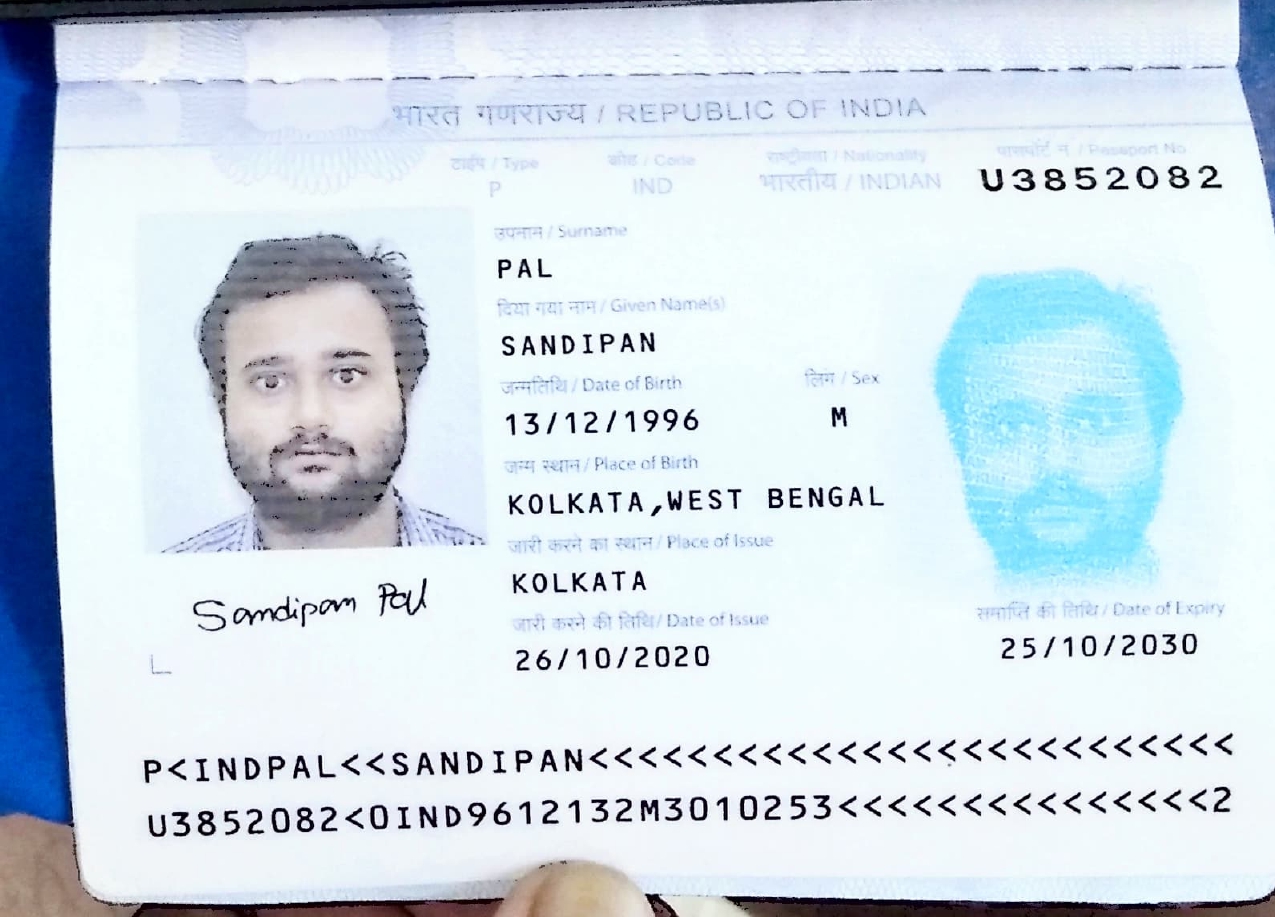 भारत गणराज्य / REPUBLIC OF INDIA
टाईप / Type कोड / Code राष्ट्रीयता / Nationality पासपोर्ट नं / Passport No
P IND भारतीय / INDIAN U3852082
उपनाम / Surname
PAL
दिया गया नाम / Given Name(s)
SANDIPAN
जन्मतिथि / Date of Birth लिंग / Sex
13/12/1996 M
जन्म स्थान / Place of Birth
KOLKATA,WEST BENGAL
जारी करने का स्थान / Place of Issue
KOLKATA
Sandipan Pal
जारी करने की तिथि / Date of Issue समाप्ति की तिथि / Date of Expiry
26/10/2020 25/10/2030
P<INDPAL<<SANDIPAN<<<<<<<<<<<<<<<<<<<<<<<<<<
U3852082<0IND9612132M3010253<<<<<<<<<<<<<<<2